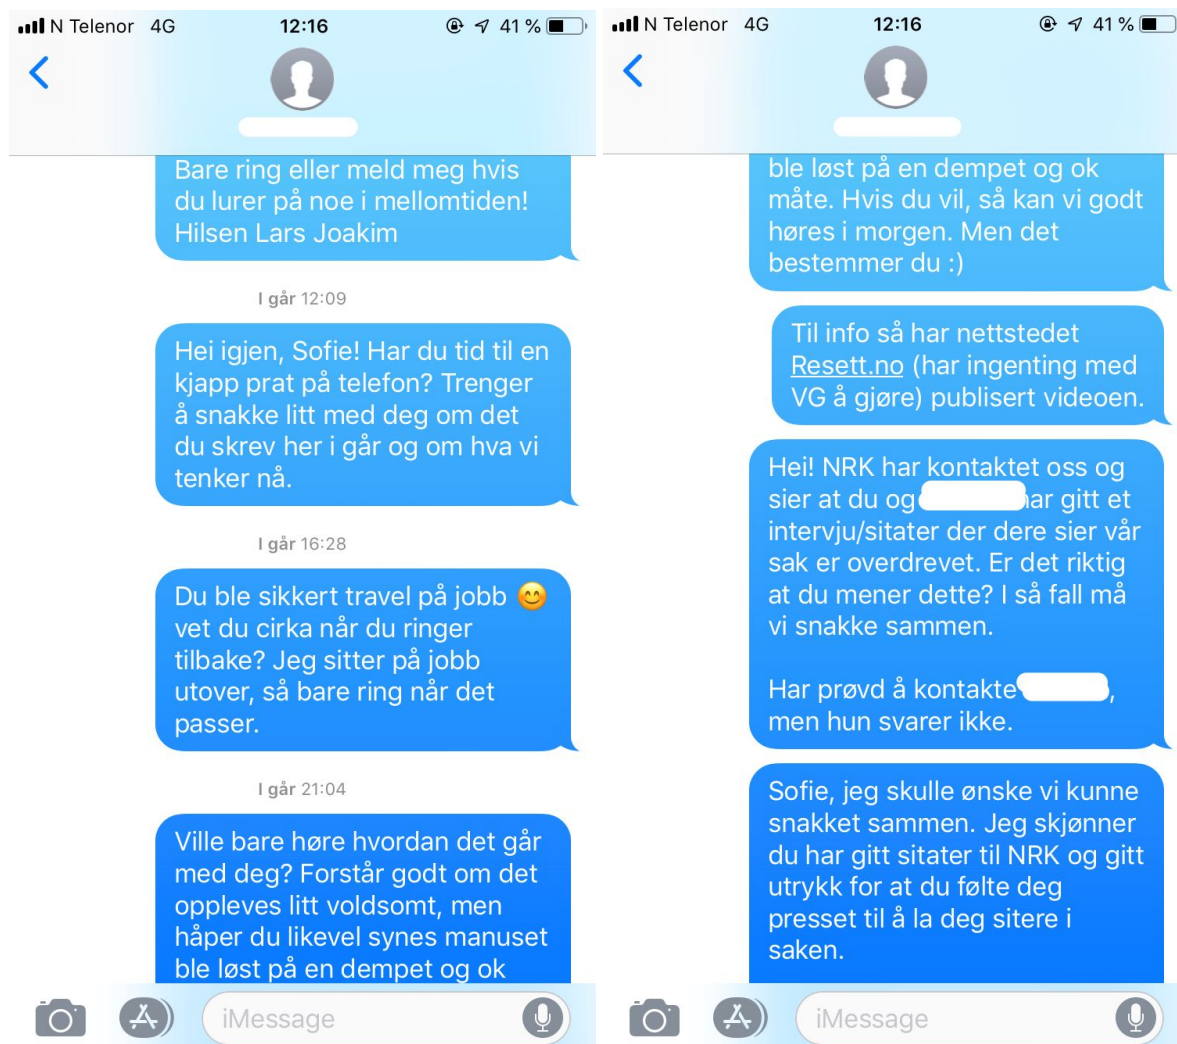 N Telenor 4G 12:16 41 %
Bare ring eller meld meg hvis
du lurer på noe i mellomtiden!
Hilsen Lars Joakim
I går 12:09
Hei igjen, Sofie! Har du tid til en
kjapp prat på telefon? Trenger
å snakke litt med deg om det
du skrev her i går og om hva vi
tenker nå.
I går 16:28
Du ble sikkert travel på jobb 😊
vet du cirka når du ringer
tilbake? Jeg sitter på jobb
utover, så bare ring når det
passer.
I går 21:04
Ville bare høre hvordan det går
med deg? Forstår godt om det
oppleves litt voldsomt, men
håper du likevel synes manuset
ble løst på en dempet og ok
iMessage
N Telenor 4G 12:16 41 %
ble løst på en dempet og ok
måte. Hvis du vil, så kan vi godt
høres i morgen. Men det
bestemmer du :)
Til info så har nettstedet
Resett.no (har ingenting med
VG å gjøre) publisert videoen.
Hei! NRK har kontaktet oss og
sier at du og har gitt et
intervju/sitater der dere sier vår
sak er overdrevet. Er det riktig
at du mener dette? I så fall må
vi snakke sammen.
Har prøvd å kontakte ,
men hun svarer ikke.
Sofie, jeg skulle ønske vi kunne
snakket sammen. Jeg skjønner
du har gitt sitater til NRK og gitt
utrykk for at du følte deg
presset til å la deg sitere i
saken.
iMessage